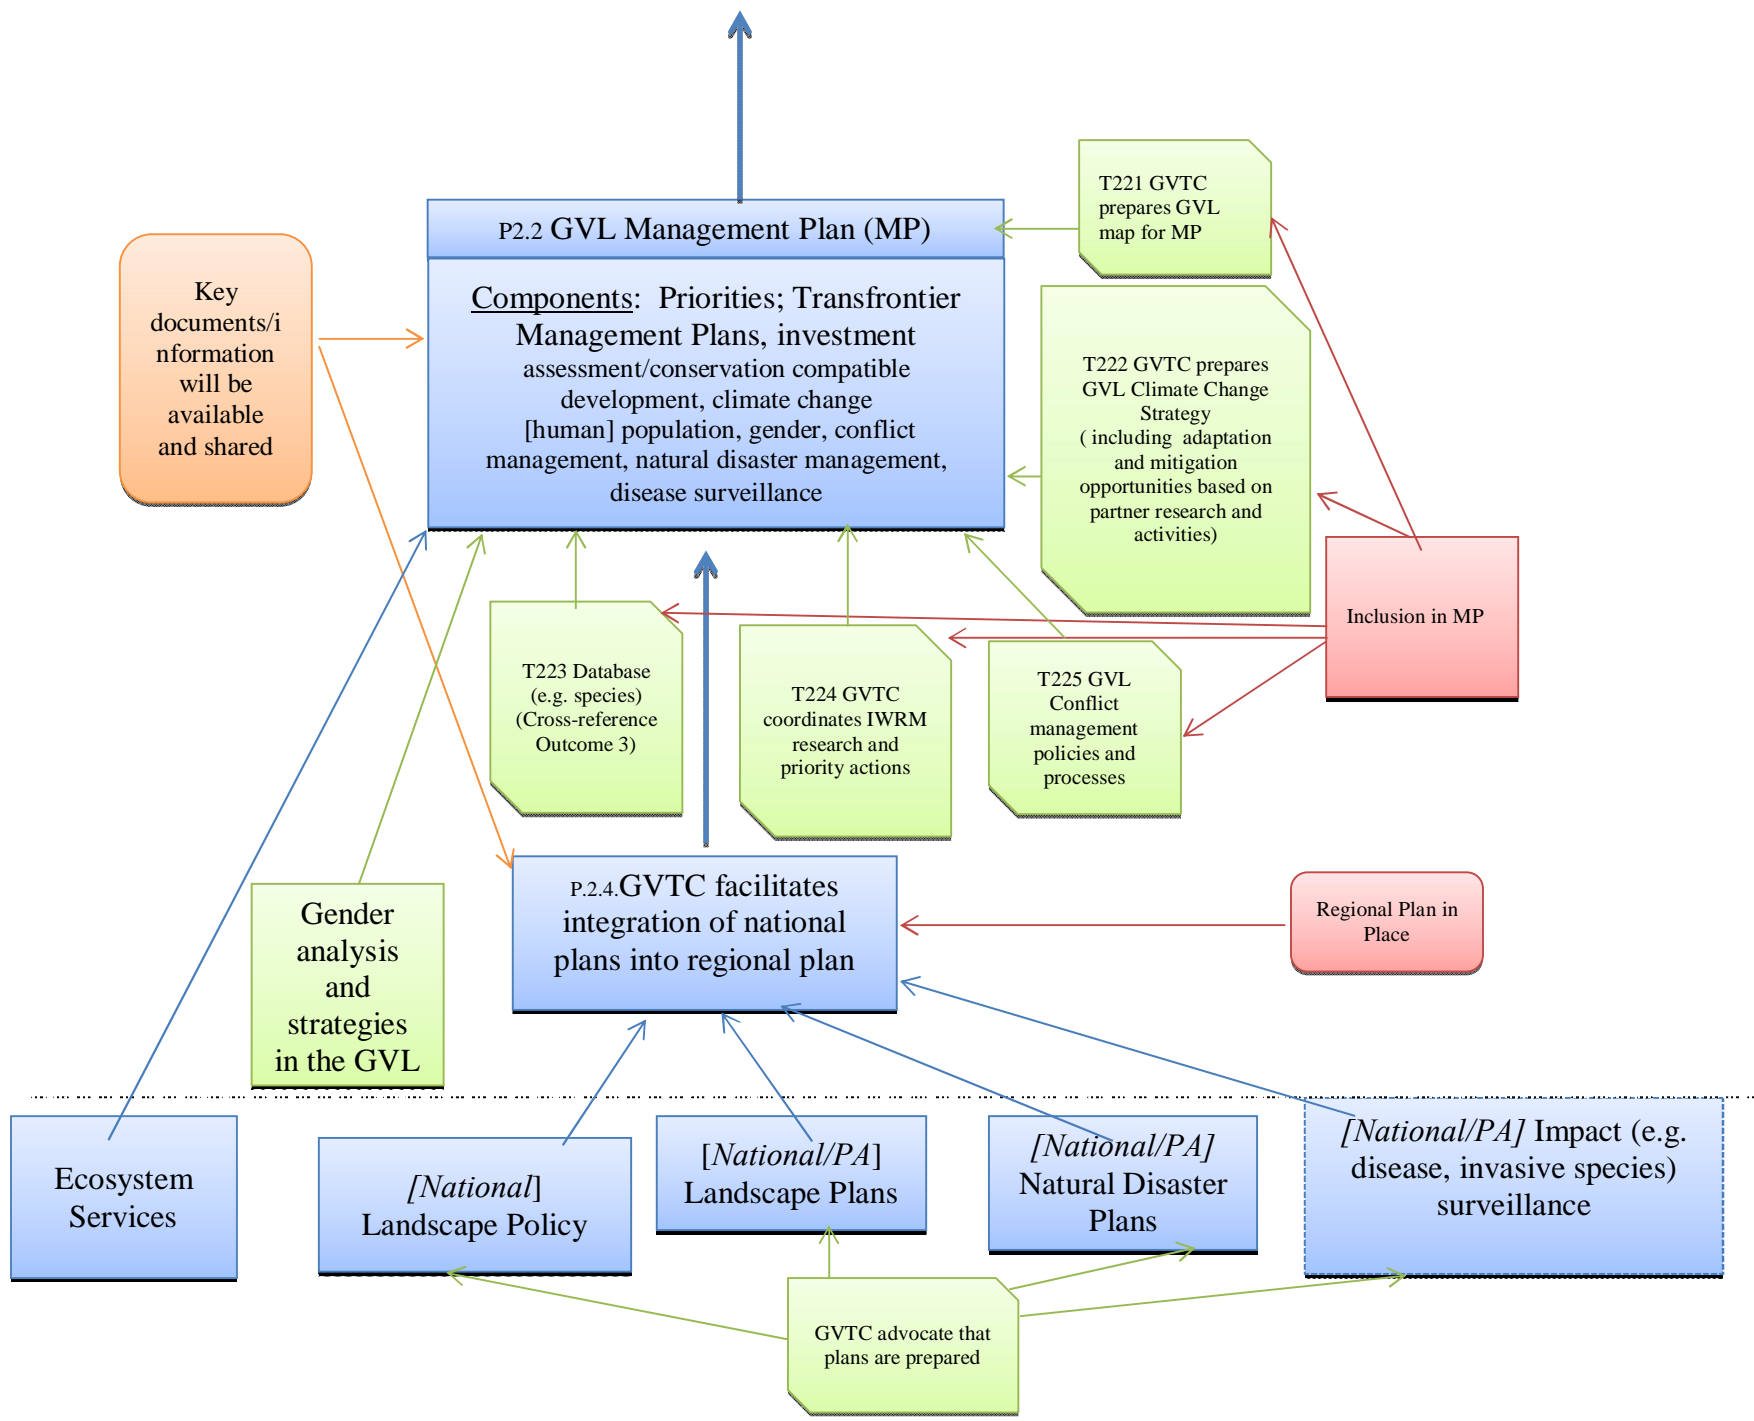 T221 GVTC
prepares GVL
map for MP
P2.2 GVL Management Plan (MP)
Key
documents/i
nformation
will be
available
and shared
Components:  Priorities; Transfrontier
Management Plans, investment
assessment/conservation compatible
development, climate change
[human] population, gender, conflict
management, natural disaster management,
disease surveillance
T222 GVTC prepares
GVL Climate Change
Strategy
( including  adaptation
and mitigation
opportunities based on
partner research and
activities)
Inclusion in MP
T223 Database
(e.g. species)
(Cross-reference
Outcome 3)
T224 GVTC
coordinates IWRM
research and
priority actions
T225 GVL
Conflict
management
policies and
processes
P.2.4.GVTC facilitates
integration of national
plans into regional plan
Regional Plan in
Place
Gender
analysis
and
strategies
in the GVL
Ecosystem
Services
[National]
Landscape Policy
[National/PA]
Landscape Plans
[National/PA]
Natural Disaster
Plans
[National/PA] Impact (e.g.
disease, invasive species)
surveillance
GVTC advocate that
plans are prepared